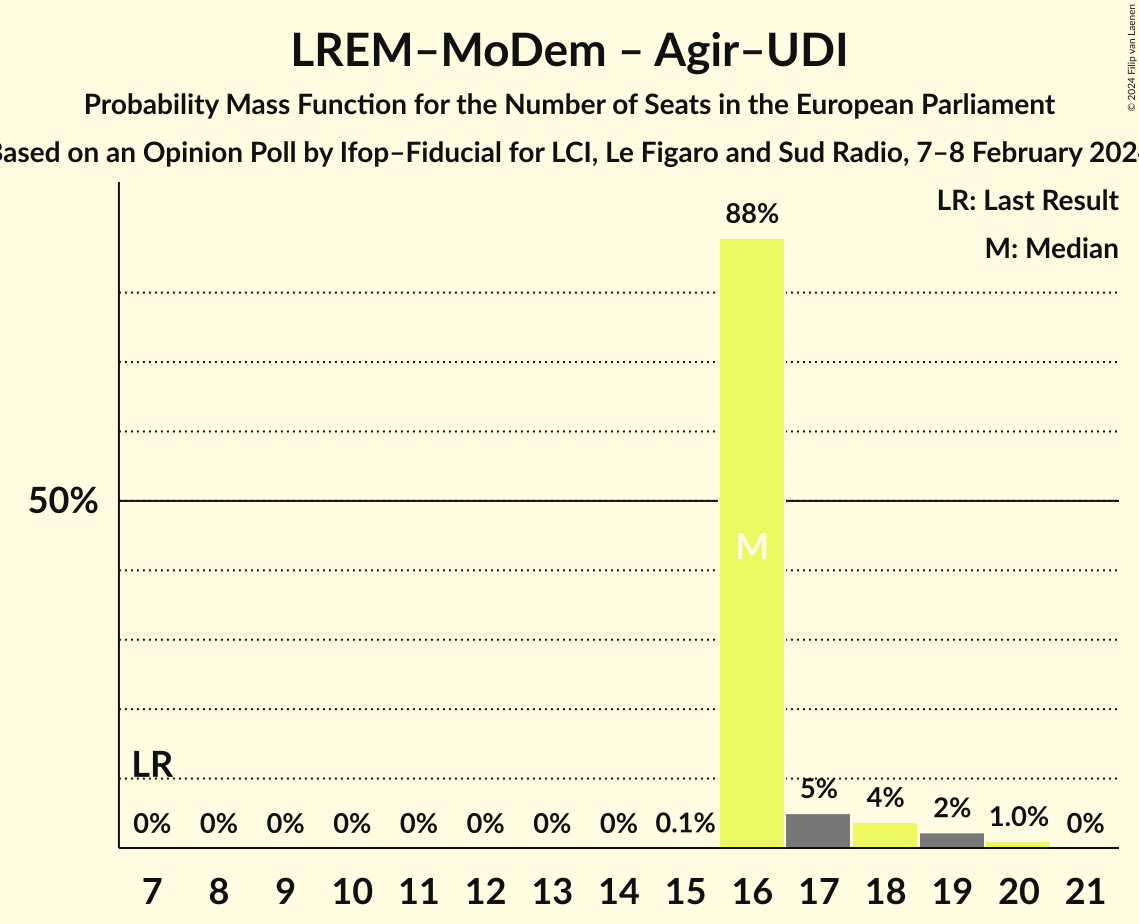 LREM–MoDem – Agir–UDI
Probability Mass Function for the Number of Seats in the European Parliament
Based on an Opinion Poll by Ifop–Fiducial for LCI, Le Figaro and Sud Radio, 7–8 February 2024
© 2024 Filip van Laenen
LR: Last Result
M: Median
88%
50%
M
LR
0% 0% 0% 0% 0% 0% 0% 0% 0.1% 5% 4% 2% 1.0% 0%
7 8 9 10 11 12 13 14 15 16 17 18 19 20 21